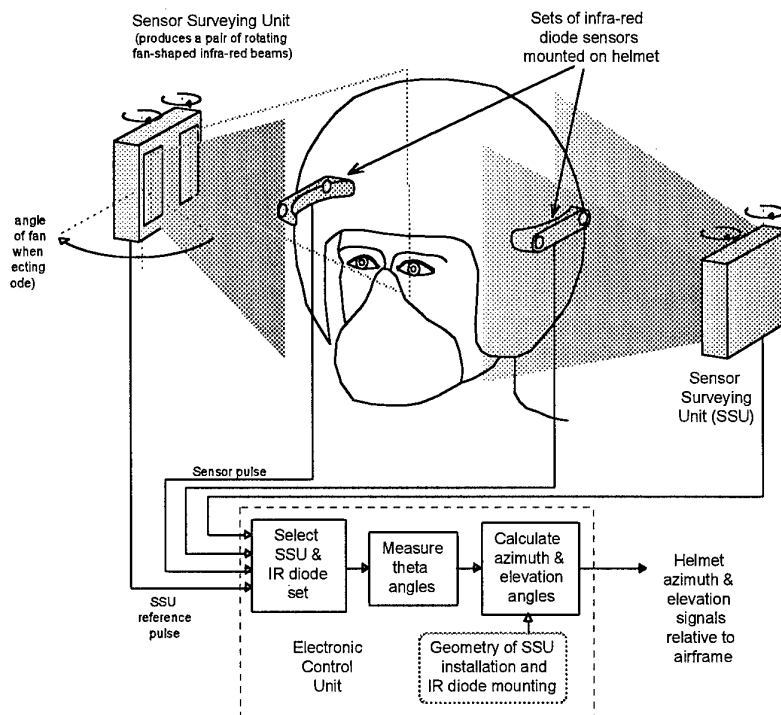 Sensor Surveying Unit
(produces a pair of rotating
fan-shaped infra-red beams)
Sets of infra-red
diode sensors
mounted on helmet
angle
of fan
when
ecting
ode)
Sensor
Surveying
Unit (SSU)
Sensor pulse
Select
SSU &
IR diode
set
Measure
theta
angles
Calculate
azimuth &
elevation
angles
Helmet
azimuth &
elevation
signals
relative to
airframe
SSU
reference
pulse
Electronic
Control
Unit
Geometry of SSU
installation and
IR diode mounting